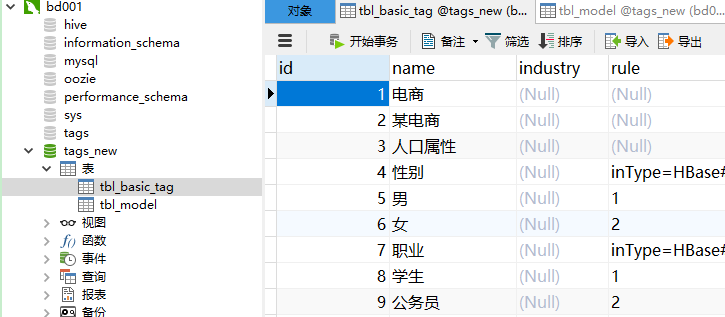 bd001
hive
information_schema
mysql
oozie
performance_schema
sys
tags
tags_new
表
tbl_basic_tag
tbl_model
视图
函数
事件
查询
报表
备份
对象 tbl_basic_tag @tags_new (b... tbl_model @tags_new (bd0...
开始事务 备注 筛选 排序 导入 导出
id name industry rule
1 电商 (Null) (Null)
2 某电商 (Null) (Null)
3 人口属性 (Null) (Null)
4 性别 (Null) inType=HBase#
5 男 (Null) 1
6 女 (Null) 2
7 职业 (Null) inType=HBase#
8 学生 (Null) 1
9 公务员 (Null) 2